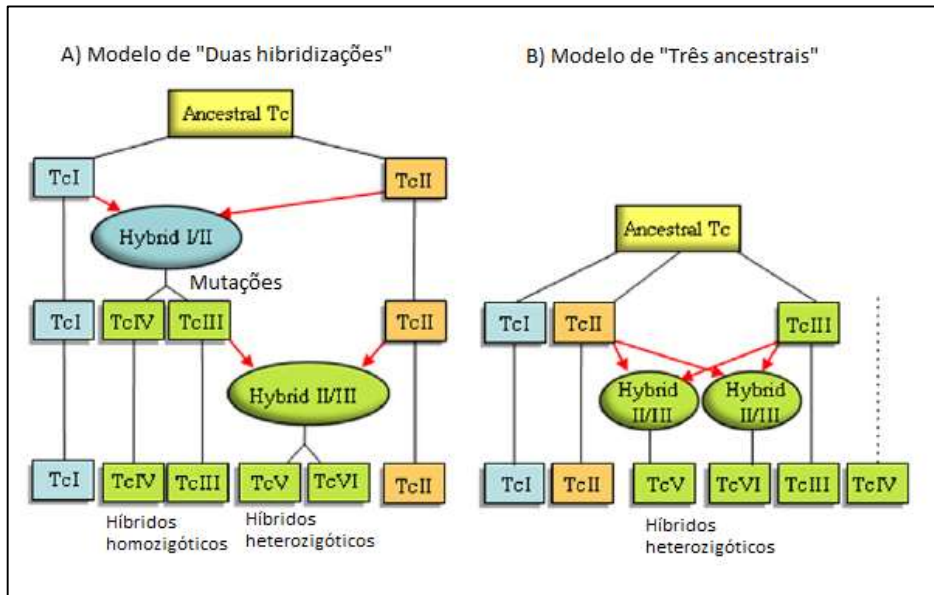 A) Modelo de "Duas hibridizações"
Ancestral Tc
TcI
TcII
Hybrid I/II
Mutações
TcI
TcIV
TcIII
TcII
Hybrid II/III
TcI
TcIV
TcIII
TcV
TcVI
TcII
Híbridos
homozigóticos
Híbridos
heterozigóticos
B) Modelo de "Três ancestrais"
Ancestral Tc
TcI
TcII
TcIII
Hybrid
II/III
Hybrid
II/III
TcI
TcII
TcV
TcVI
TcIII
TcIV
Híbridos
heterozigóticos